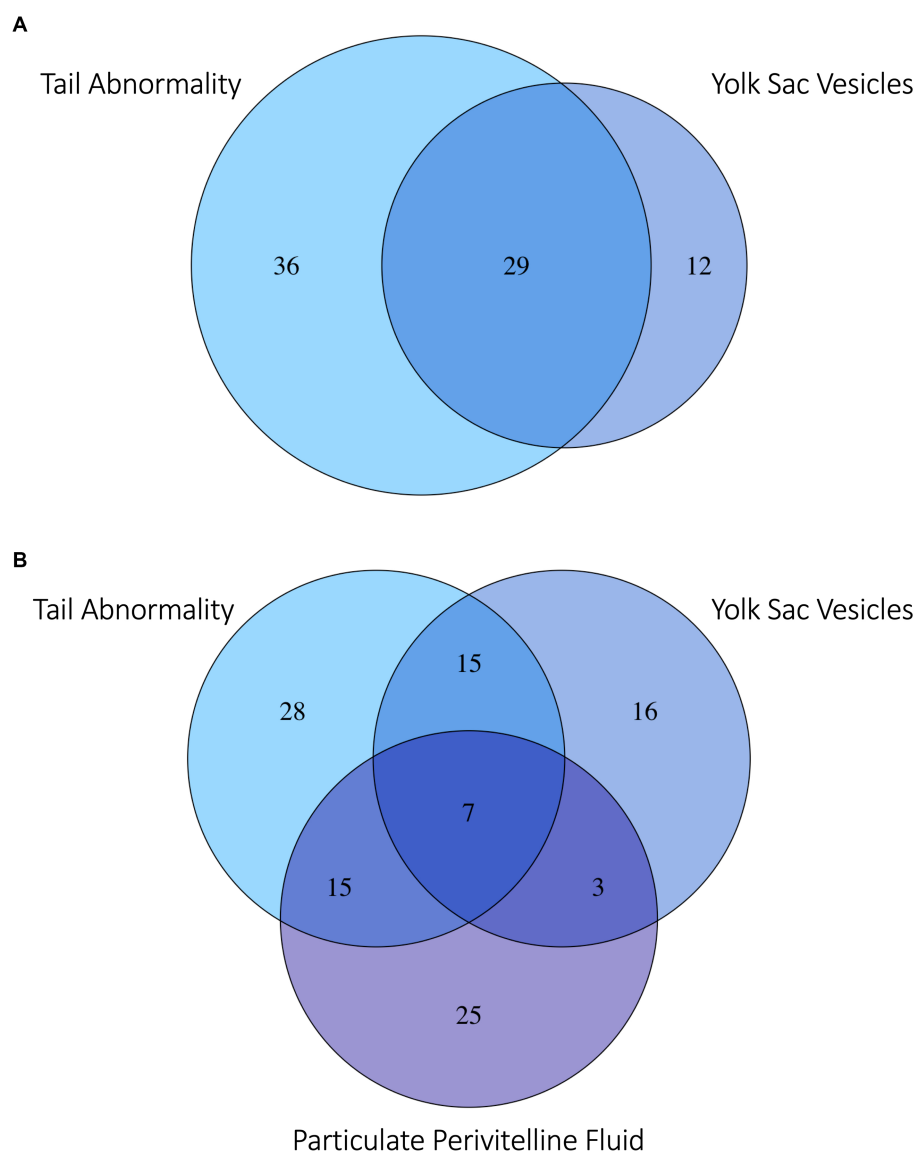 A
Tail Abnormality
Yolk Sac Vesicles
36
29
12
B
Tail Abnormality
Yolk Sac Vesicles
15
28
16
7
15
3
25
Particulate Perivitelline Fluid